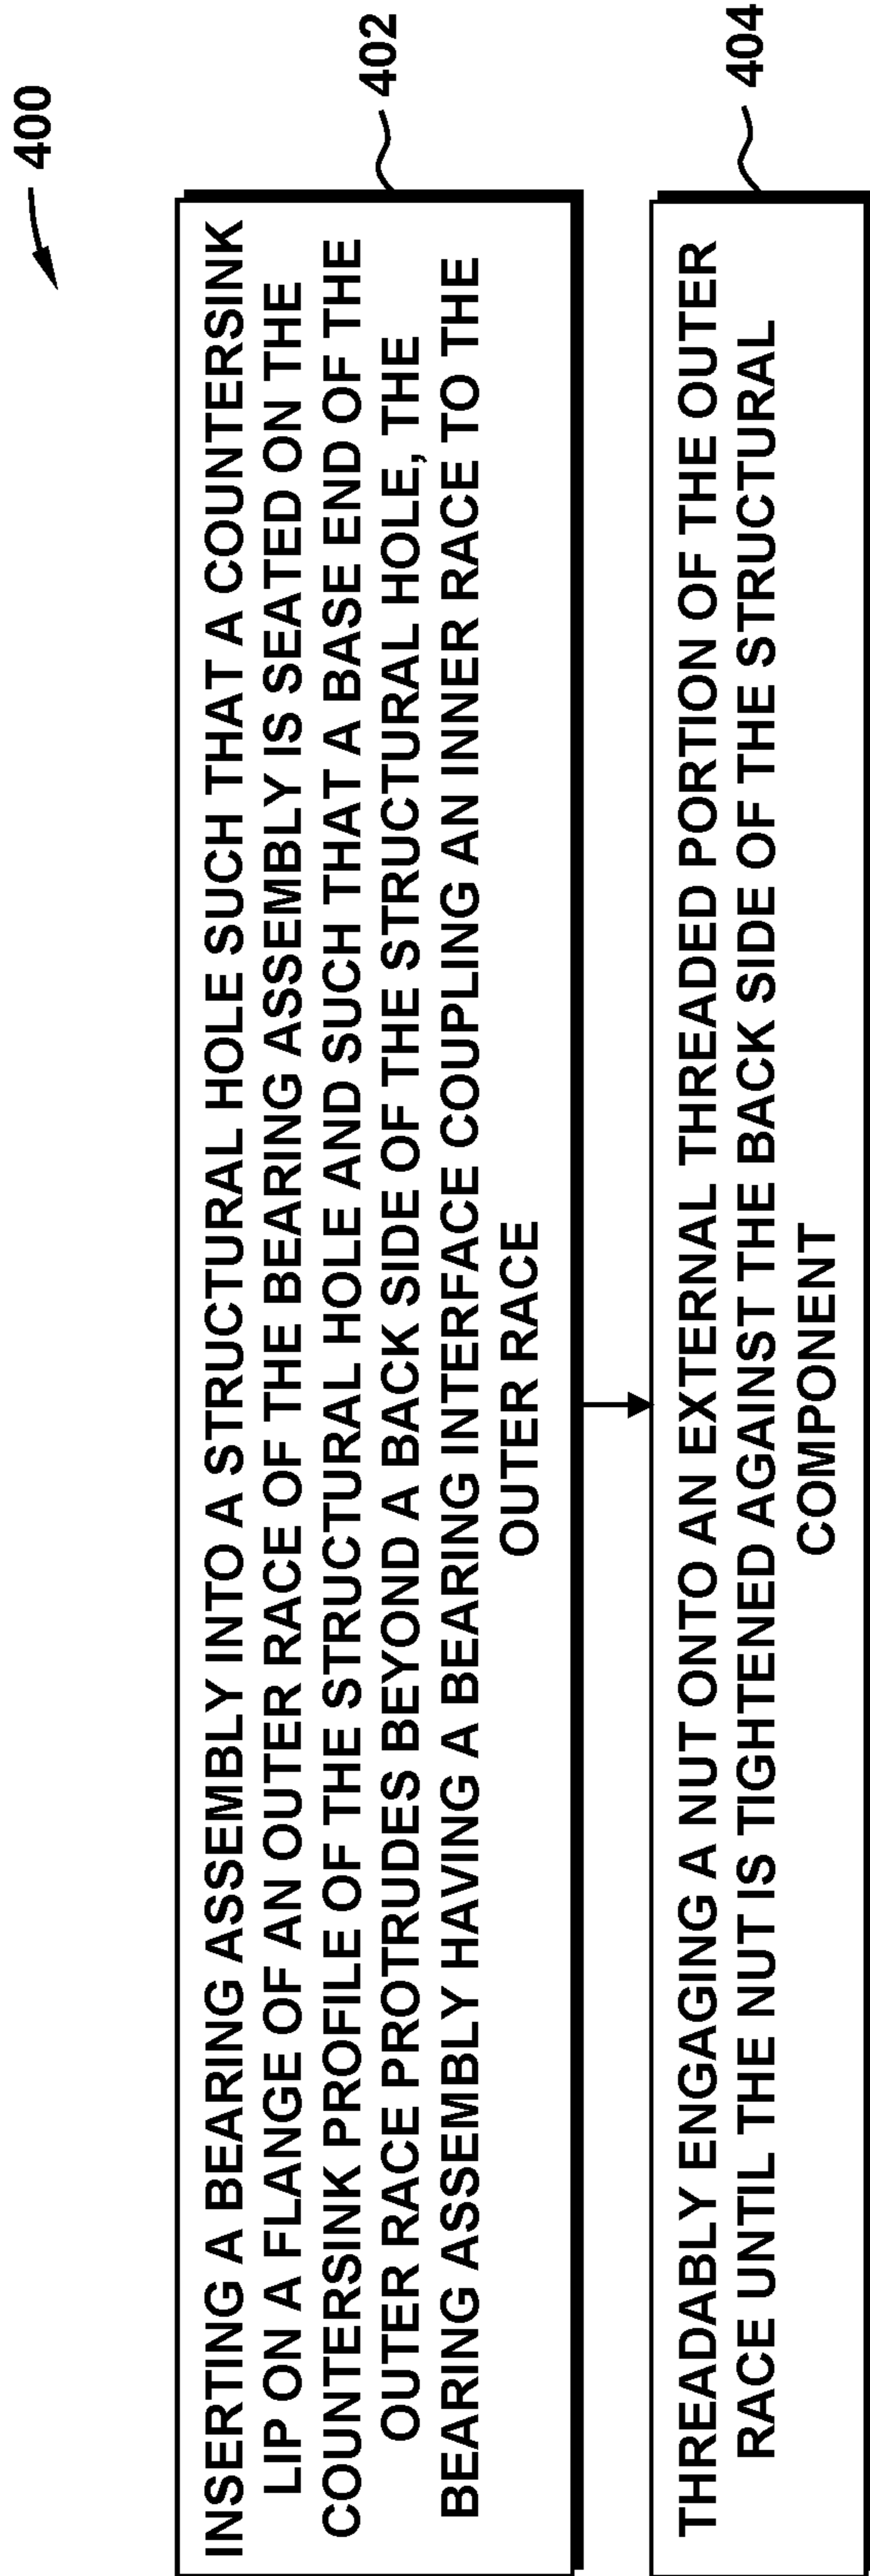 400
INSERTING A BEARING ASSEMBLY INTO A STRUCTURAL HOLE SUCH THAT A COUNTERSINK
LIP ON A FLANGE OF AN OUTER RACE OF THE BEARING ASSEMBLY IS SEATED ON THE
COUNTERSINK PROFILE OF THE STRUCTURAL HOLE AND SUCH THAT A BASE END OF THE
OUTER RACE PROTRUDES BEYOND A BACK SIDE OF THE STRUCTURAL HOLE, THE
BEARING ASSEMBLY HAVING A BEARING INTERFACE COUPLING AN INNER RACE TO THE
OUTER RACE
402
THREADABLY ENGAGING A NUT ONTO AN EXTERNAL THREADED PORTION OF THE OUTER
RACE UNTIL THE NUT IS TIGHTENED AGAINST THE BACK SIDE OF THE STRUCTURAL
COMPONENT
404